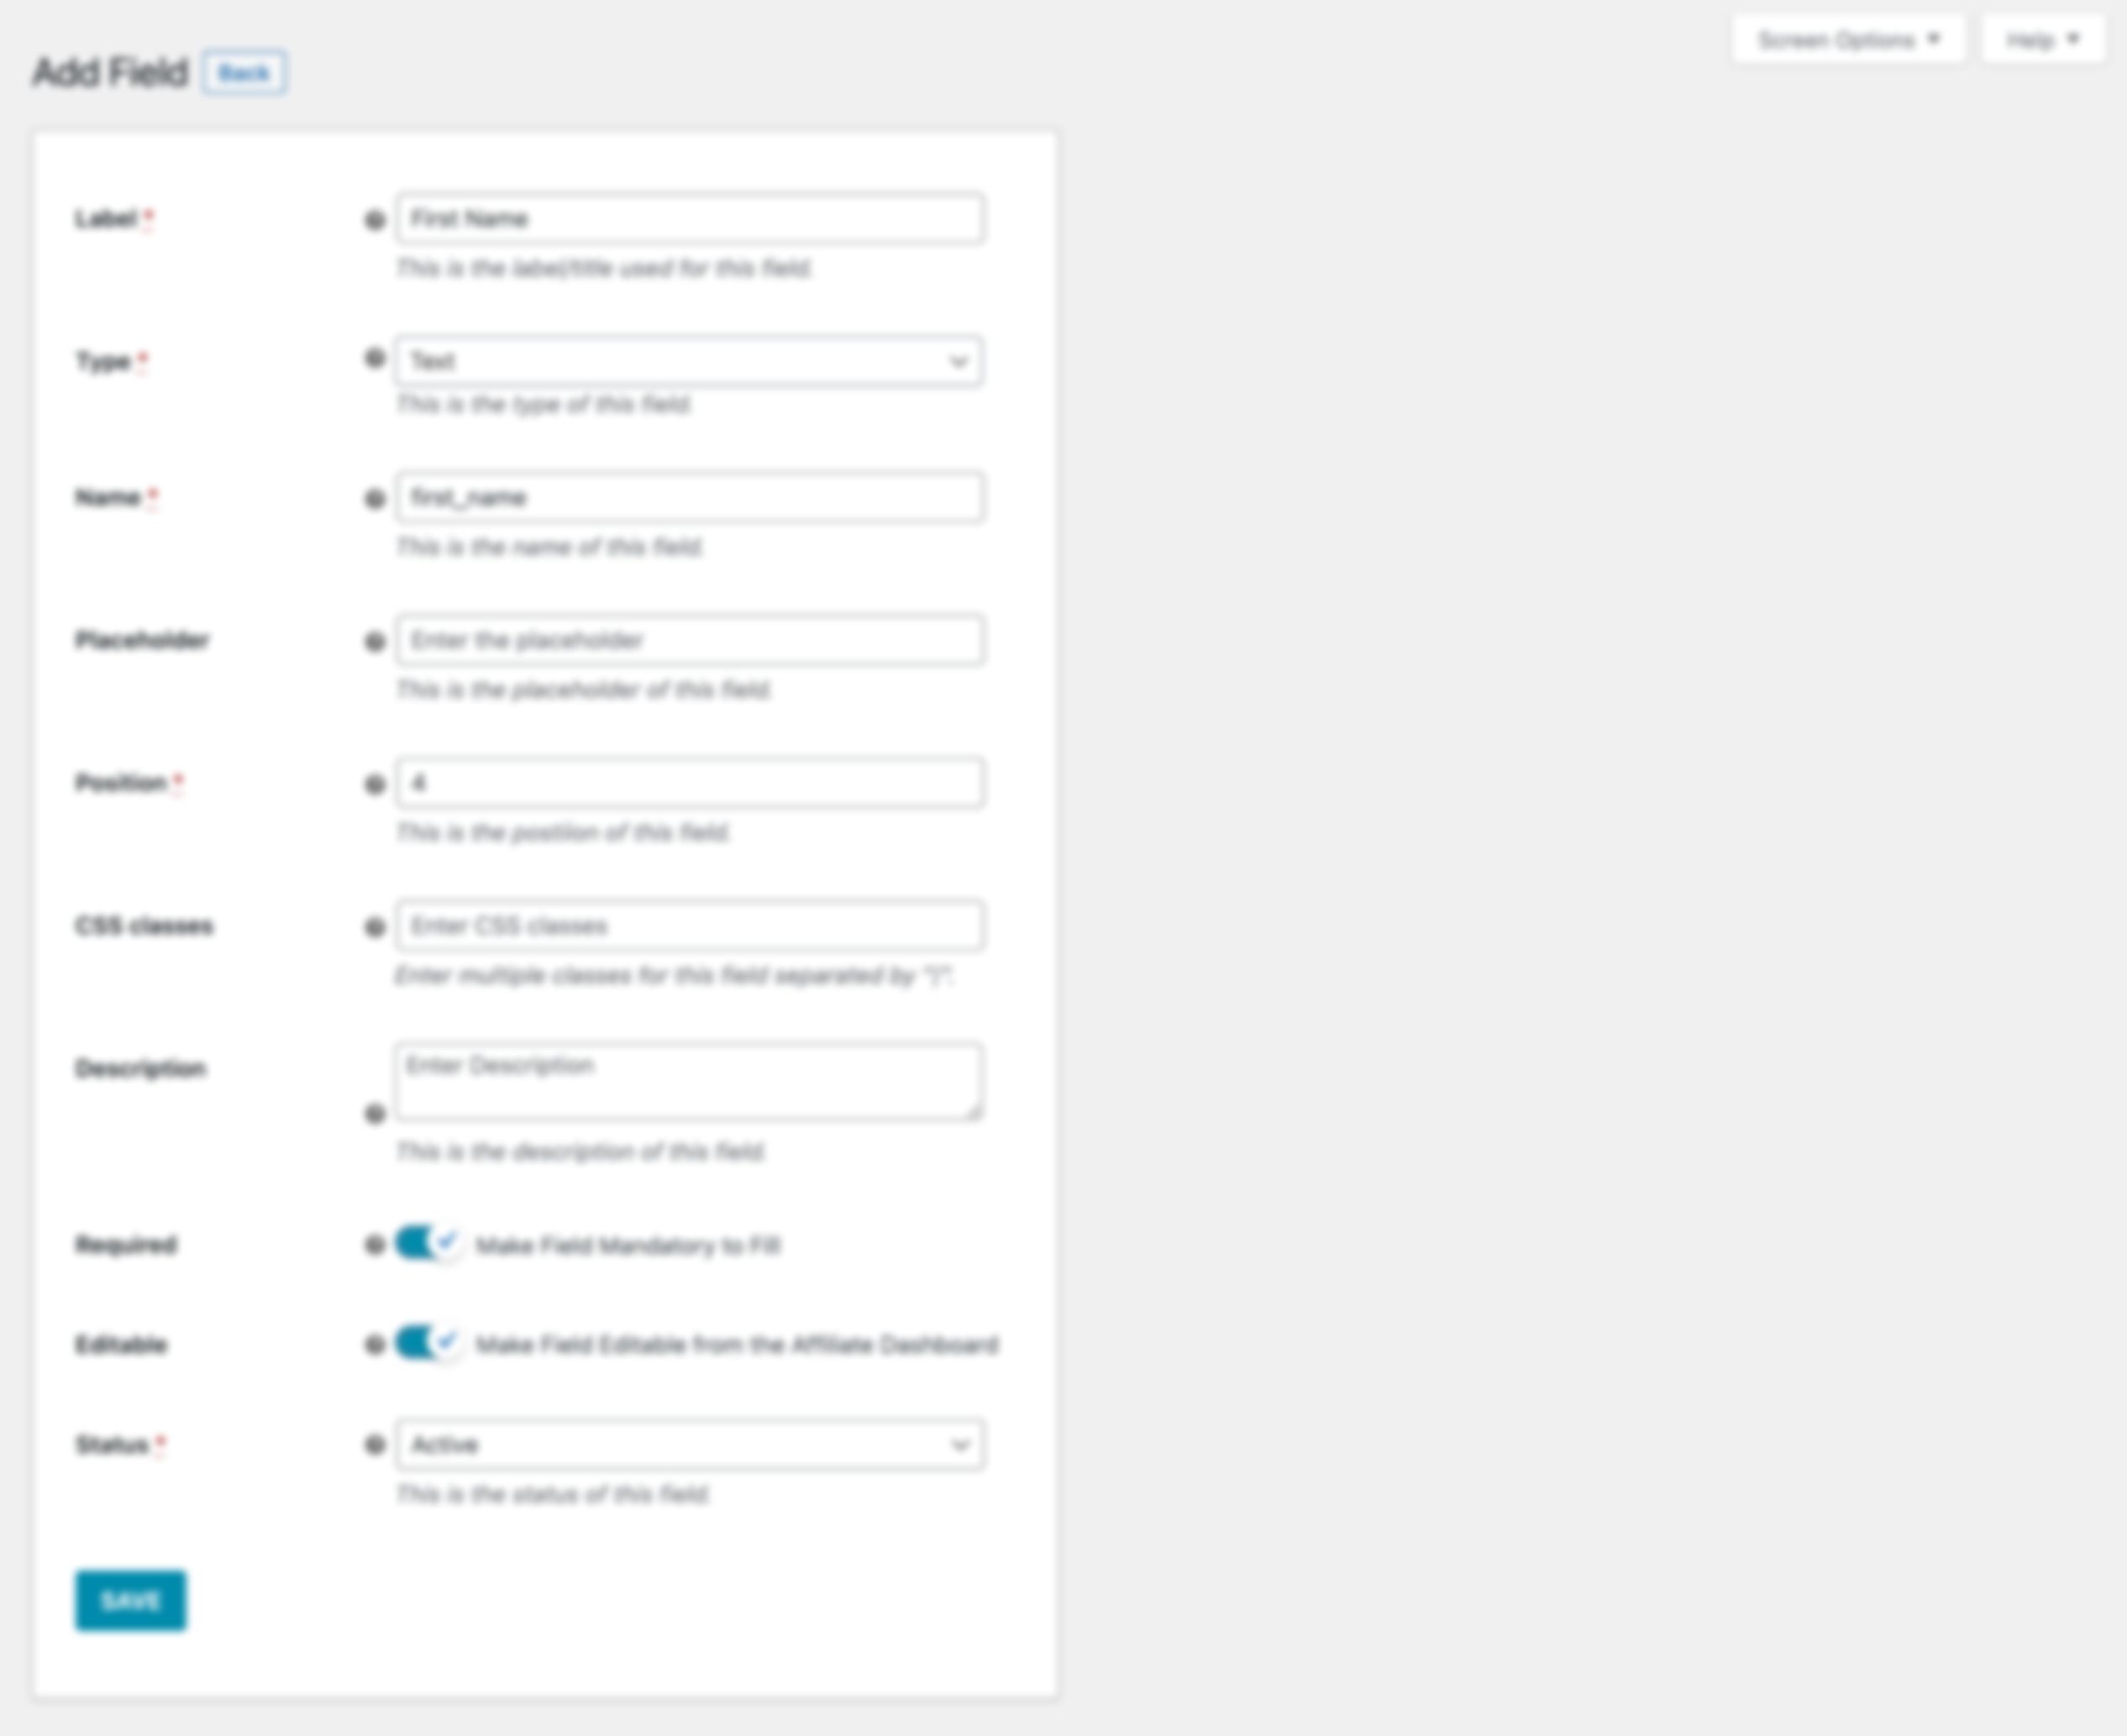 Screen Options
Help
Add Field Back
Label *
First Name
This is the label/title used for this field.
Type *
Text
This is the type of this field.
Name *
first_name
This is the name of this field.
Placeholder
Enter the placeholder
This is the placeholder of this field.
Position *
4
This is the postiion of this field.
CSS classes
Enter CSS classes
Enter multiple classes for this field separated by
Description
Enter Description
This is the description of this field.
Required
Make Field Mandatory to Fill
Editable
Make Field Editable from the Affiliate Dashboard
Status *
Active
This is the status of this field.
SAVE